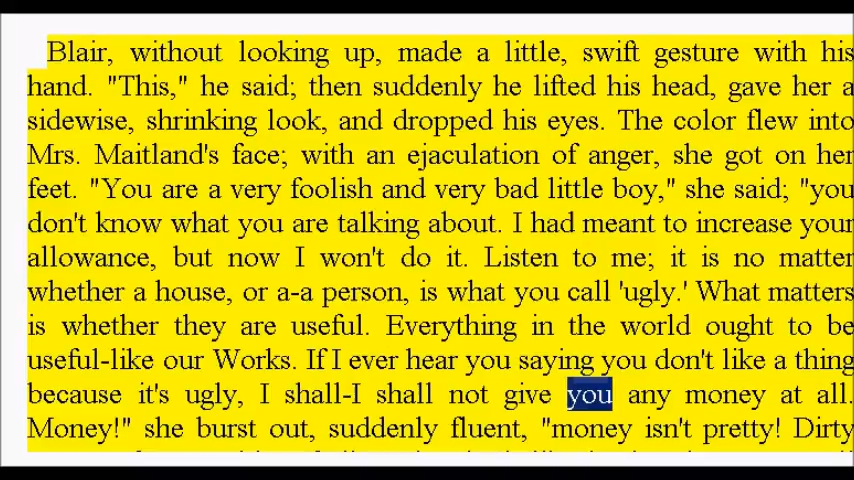 Blair, without looking up, made a little, swift gesture with his
hand. "This," he said; then suddenly he lifted his head, gave her a
sidewise, shrinking look, and dropped his eyes. The color flew into
Mrs. Maitland's face; with an ejaculation of anger, she got on her
feet. "You are a very foolish and very bad little boy," she said; "you
don't know what you are talking about. I had meant to increase your
allowance, but now I won't do it. Listen to me; it is no matter
whether a house, or a-a person, is what you call 'ugly.' What matters
is whether they are useful. Everything in the world ought to be
useful-like our Works. If I ever hear you saying you don't like a thing
because it's ugly, I shall-I shall not give you any money at all.
Money!" she burst out, suddenly fluent, "money isn't pretty! Dirty